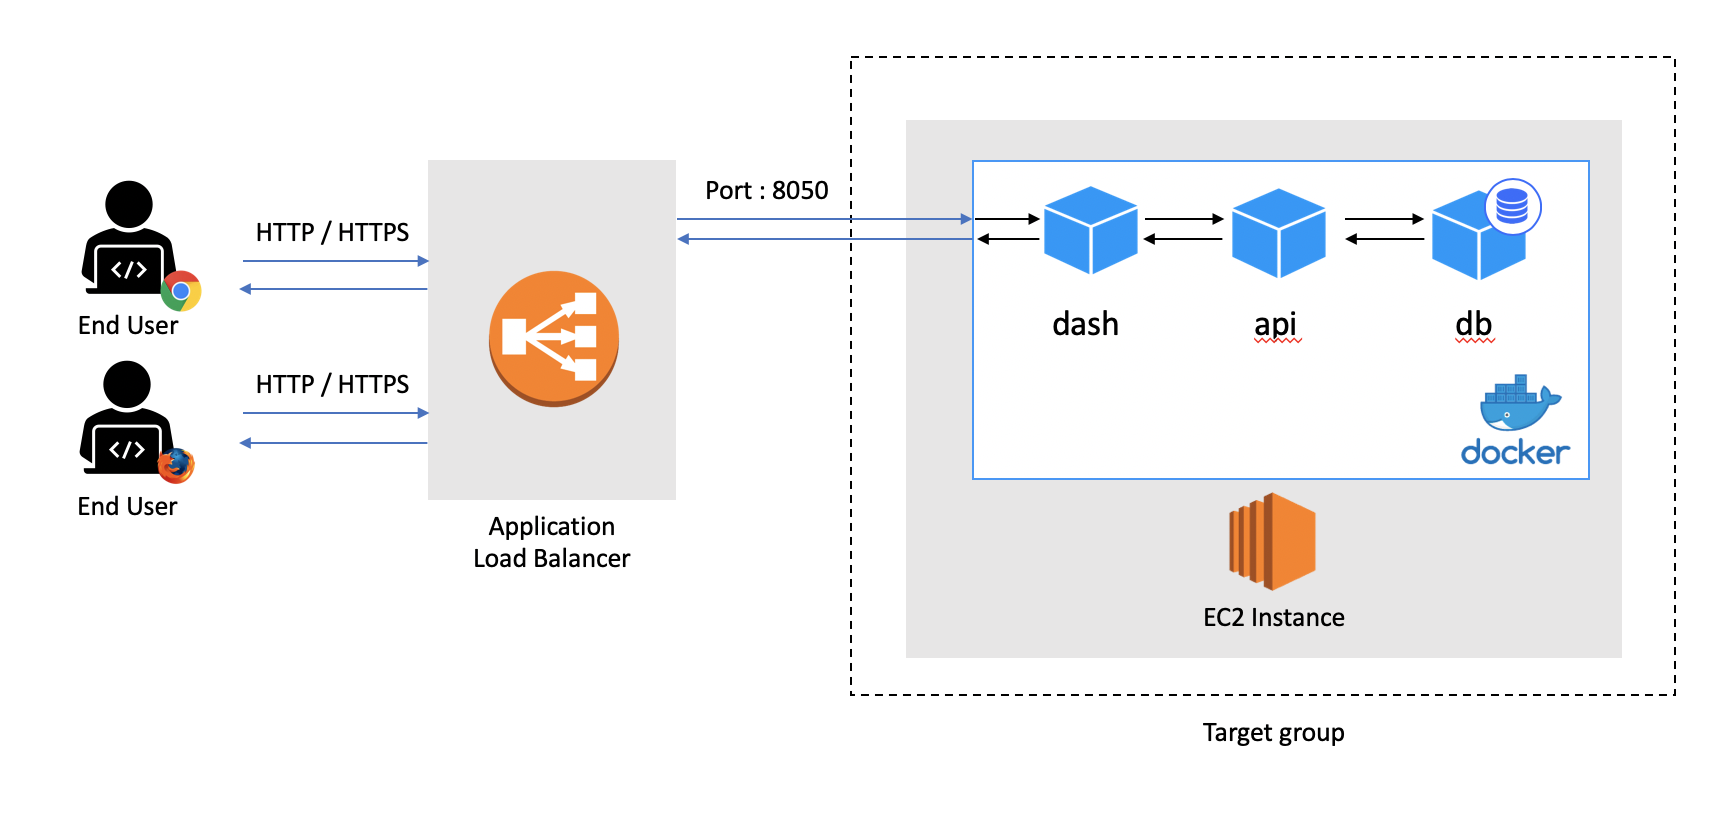 HTTP / HTTPS
</>
End User
HTTP / HTTPS
</>
End User
Application
Load Balancer
Port : 8050
dash
api
db
docker
EC2 Instance
Target group